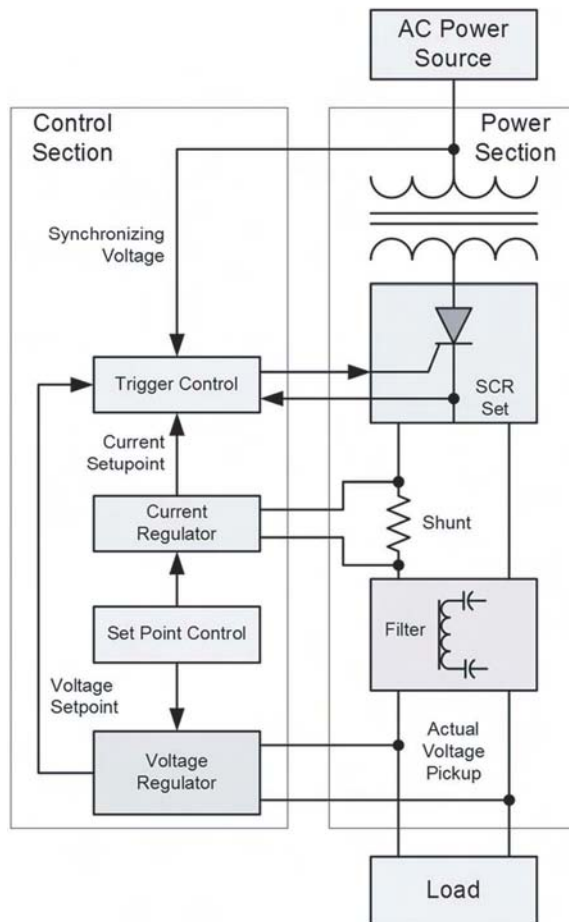 AC Power
Source
Control
Section
Power
Section
Synchronizing
Voltage
Trigger Control
SCR
Set
Current
Setupoint
Current
Regulator
Shunt
Set Point Control
Filter
Voltage
Setpoint
Actual
Voltage
Pickup
Voltage
Regulator
Load